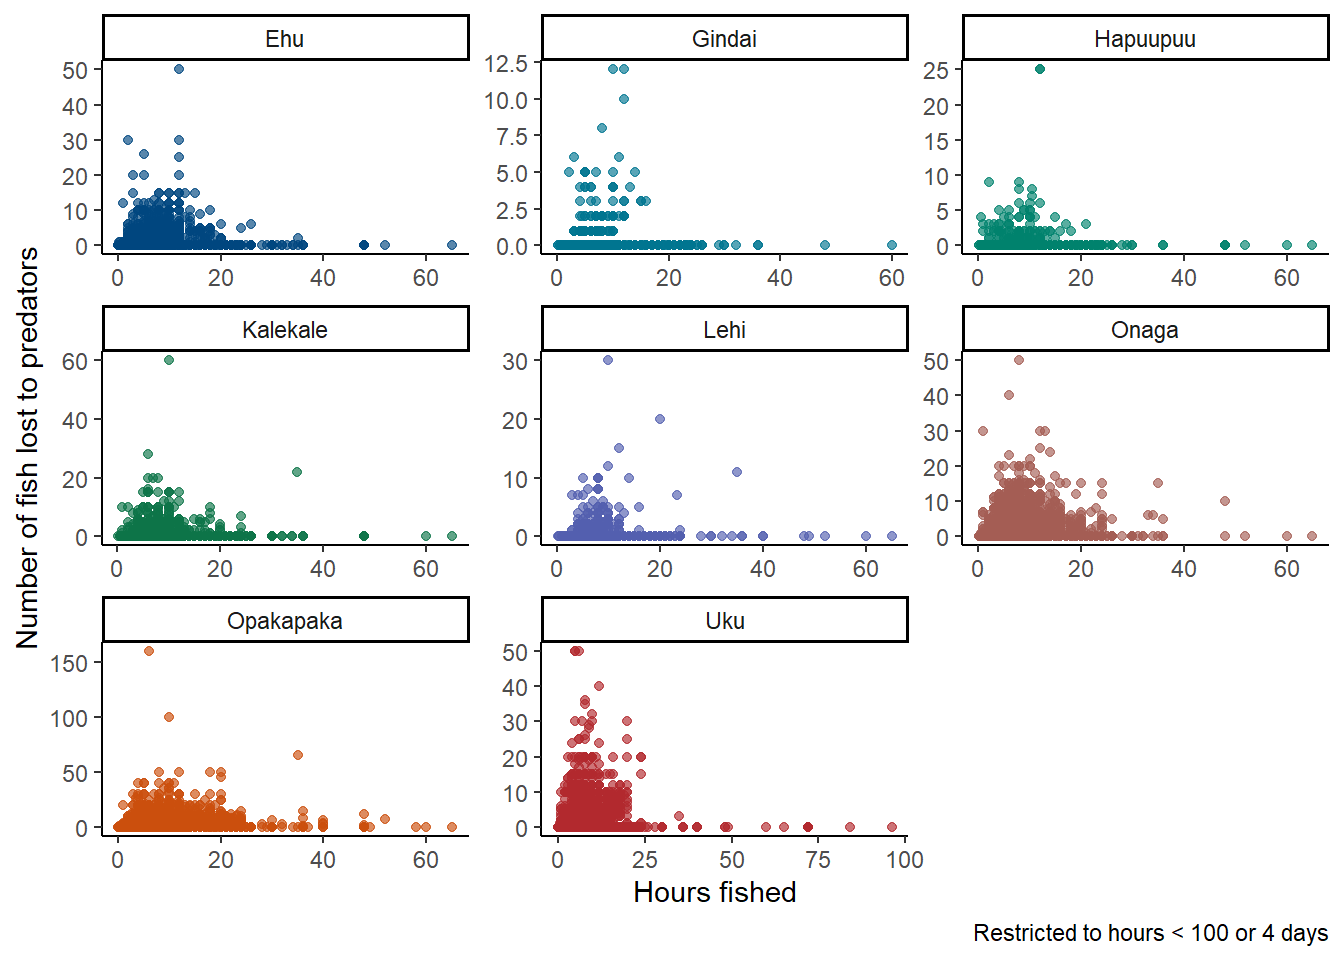 Ehu Gindai Hapuupuu
50 40 30 20 10 0
12.5 10.0 7.5 5.0 2.5 0.0
25 20 15 10 5 0
0 20 40 60
0 20 40 60
0 20 40 60
Number of fish lost to predators
Kalekale Lehi Onaga
60 40 20 0
30 20 10 0
50 40 30 20 10 0
0 20 40 60
0 20 40 60
0 20 40 60
Opakapaka Uku
150 100 50 0
50 40 30 20 10 0
0 20 40 60
0 25 50 75 100
Hours fished
Restricted to hours < 100 or 4 days